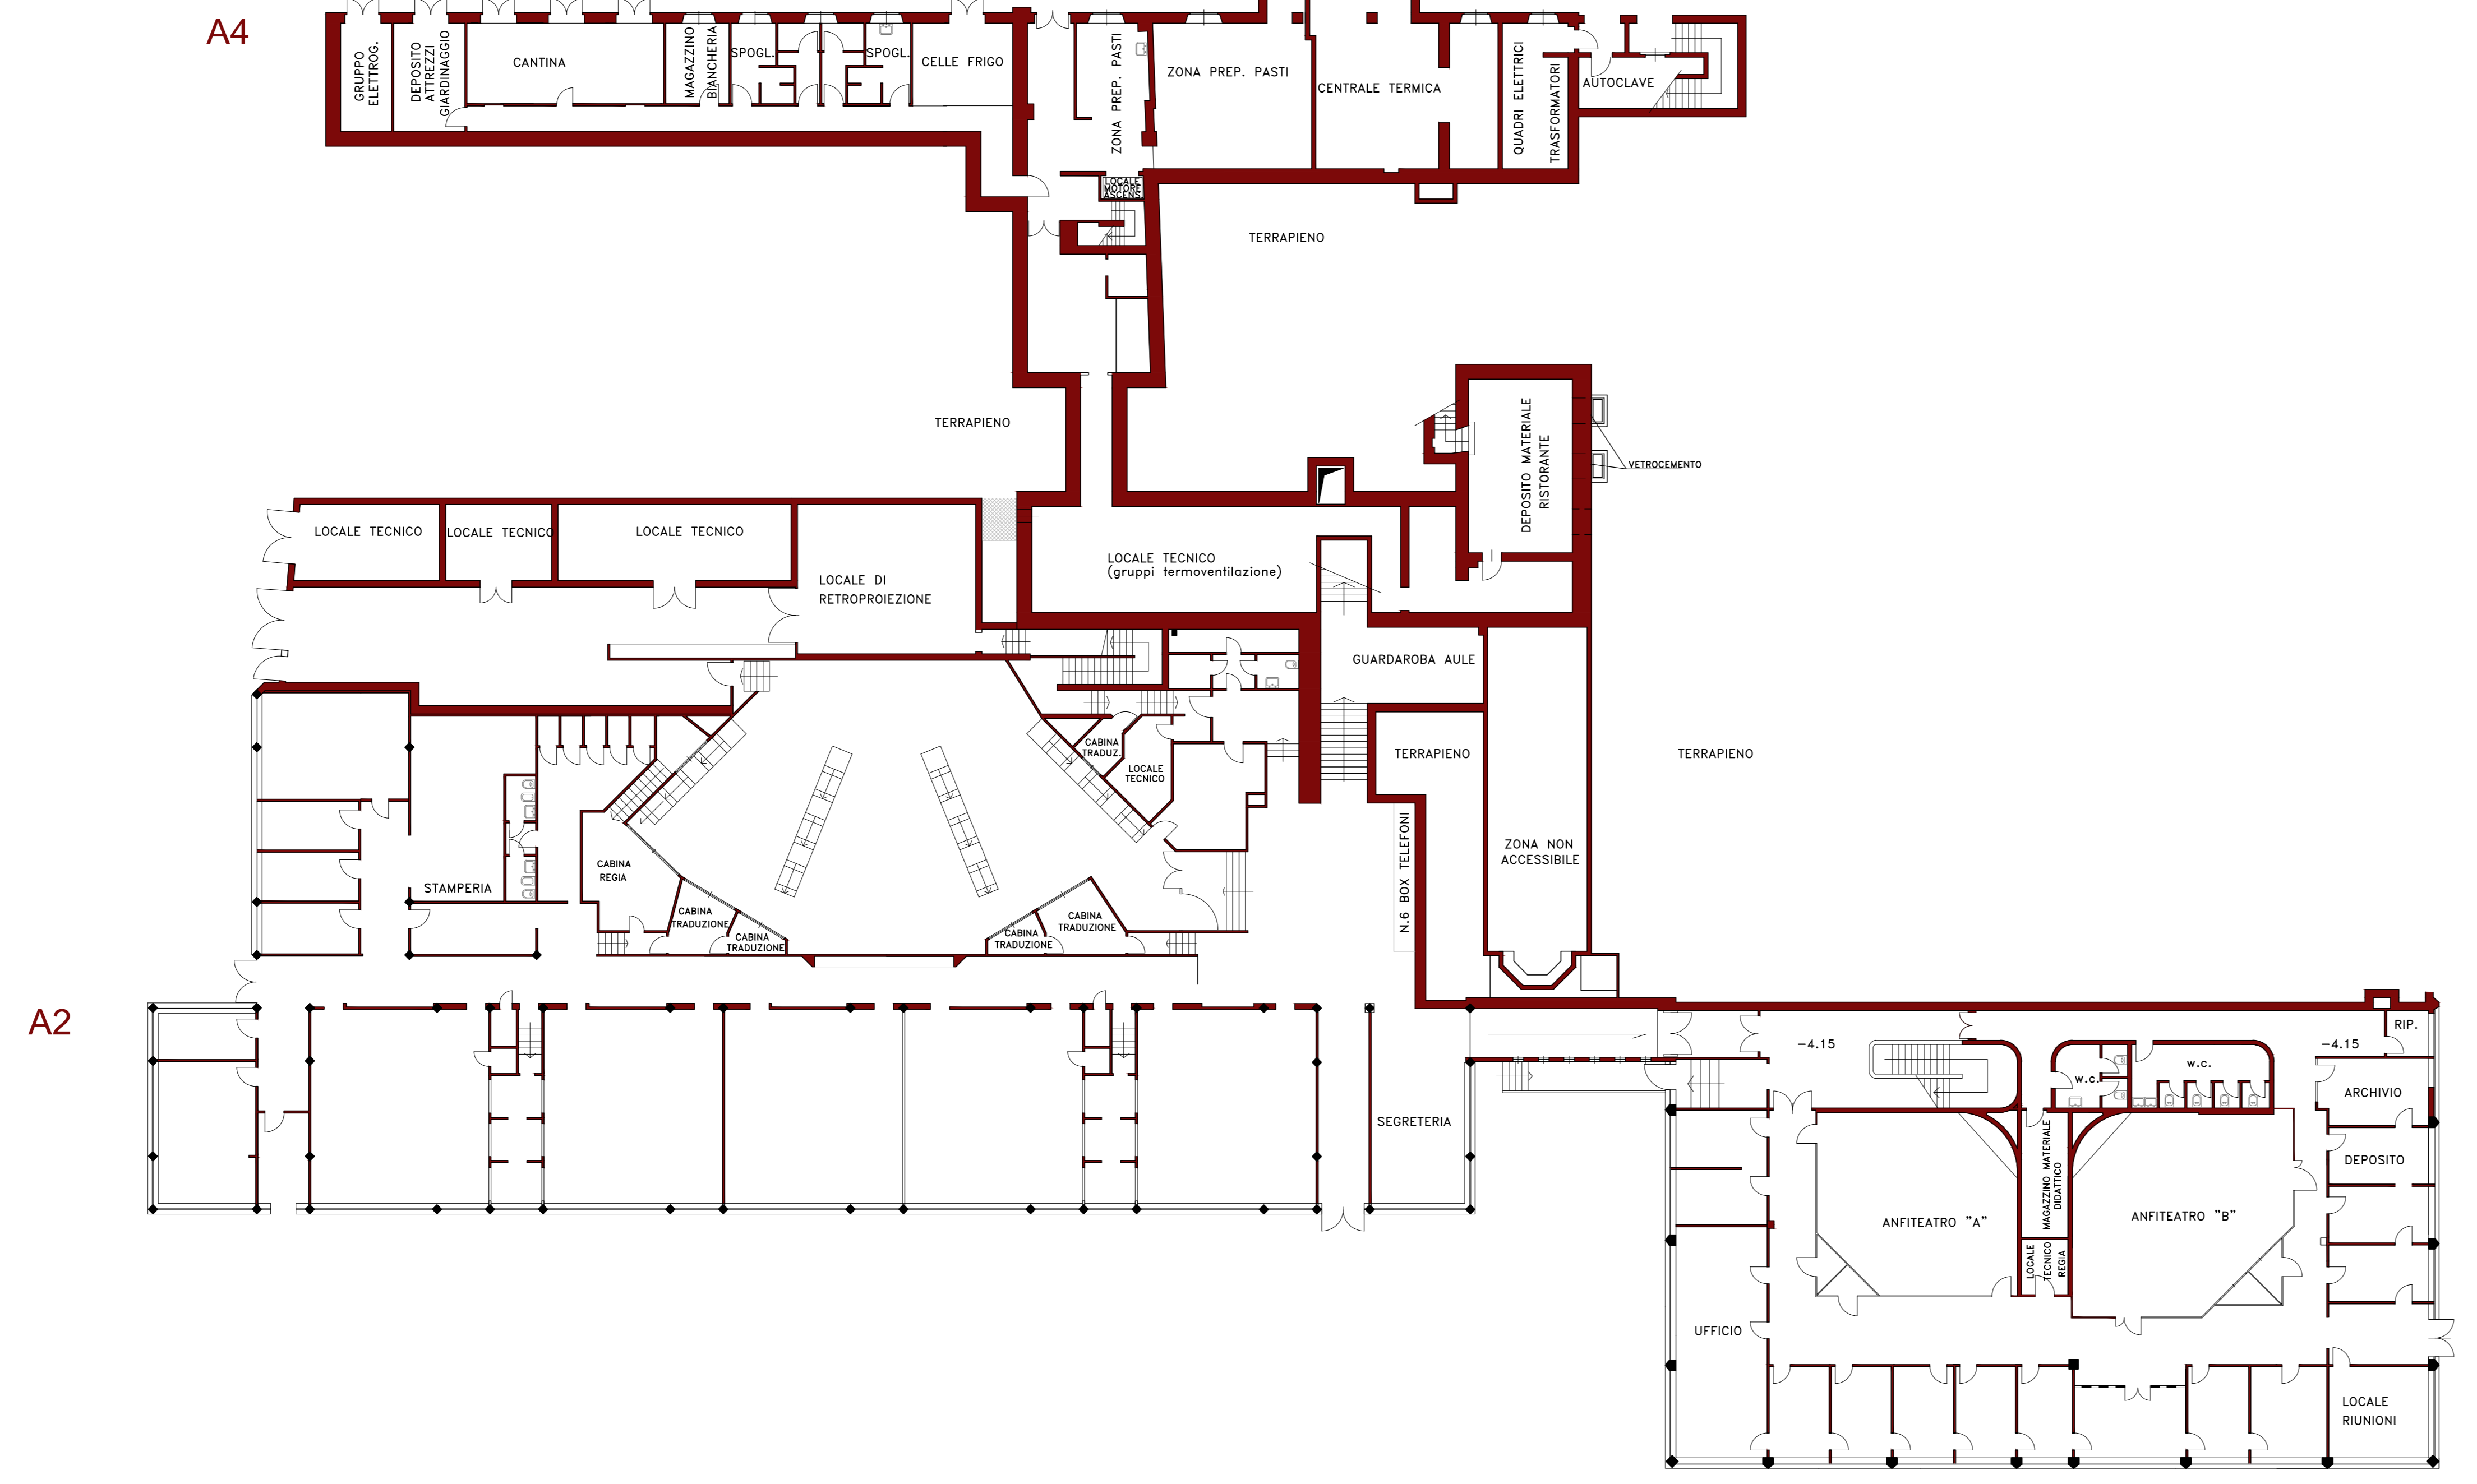 A4
GRUPPO
ELETTROG.
DEPOSITO
ATTREZZI
GIARDINAGGIO
CANTINA
MAGAZZINO
BIANCHERIA
SPOGL.
SPOGL.
CELLE FRIGO
ZONA PREP. PASTI
ZONA PREP. PASTI
CENTRALE TERMICA
QUADRI ELETTRICI
TRASFORMATORI
AUTOCLAVE
LOCALE
MOTORE
ASCENS.
TERRAPIENO
TERRAPIENO
DEPOSITO MATERIALE
RISTORANTE
VETROCEMENTO
LOCALE TECNICO
LOCALE TECNICO
LOCALE TECNICO
LOCALE DI
RETROPROIEZIONE
LOCALE TECNICO
(gruppi termoventilazione)
GUARDAROBA AULE
CABINA
TRADUZ.
LOCALE
TECNICO
TERRAPIENO
TERRAPIENO
STAMPERIA
CABINA
REGIA
CABINA
TRADUZIONE
CABINA
TRADUZIONE
CABINA
TRADUZIONE
CABINA
TRADUZIONE
N.6 BOX TELEFONI
ZONA NON
ACCESSIBILE
A2
SEGRETERIA
-4.15
w.c.
w.c.
-4.15
RIP.
ARCHIVIO
DEPOSITO
MAGAZZINO MATERIALE
DIDATTICO
ANFITEATRO "A"
ANFITEATRO "B"
LOCALE
TECNICO
REGIA
UFFICIO
LOCALE
RIUNIONI